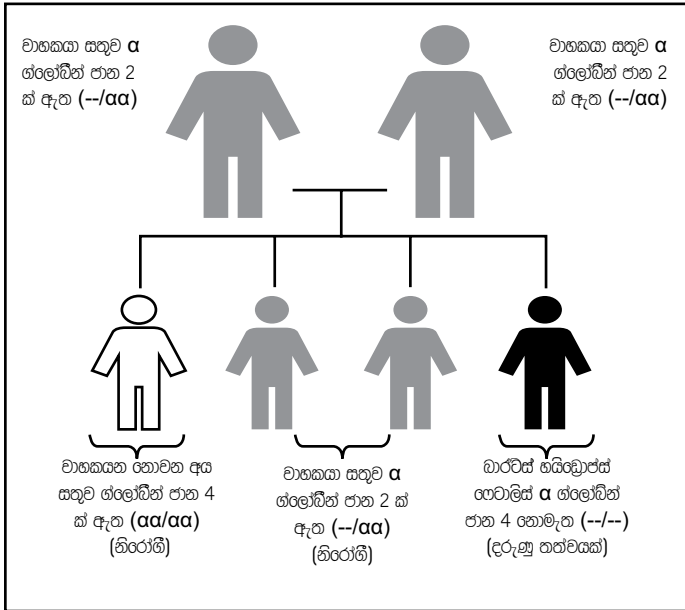 වාහකයා සතුව α
ග්ලෝබීන් ජාන 2
ක් ඇත (--/αα)
වාහකයා සතුව α
ග්ලෝබීන් ජාන 2
ක් ඇත (--/αα)
වාහකයන නොවන අය
සතුව ග්ලෝබීන් ජාන 4
ක් ඇත (αα/αα)
(නිරෝගී)
වාහකයා සතුව α
ග්ලෝබීන් ජාන 2 ක්
ඇත (--/αα)
(නිරෝගී)
බාර්ටස් හයිඩ්‍රොප්ස්
ෆෙටාලිස් α ග්ලෝබින්
ජාන 4 නොමැත (--/--)
(දරුණු තත්වයක්)